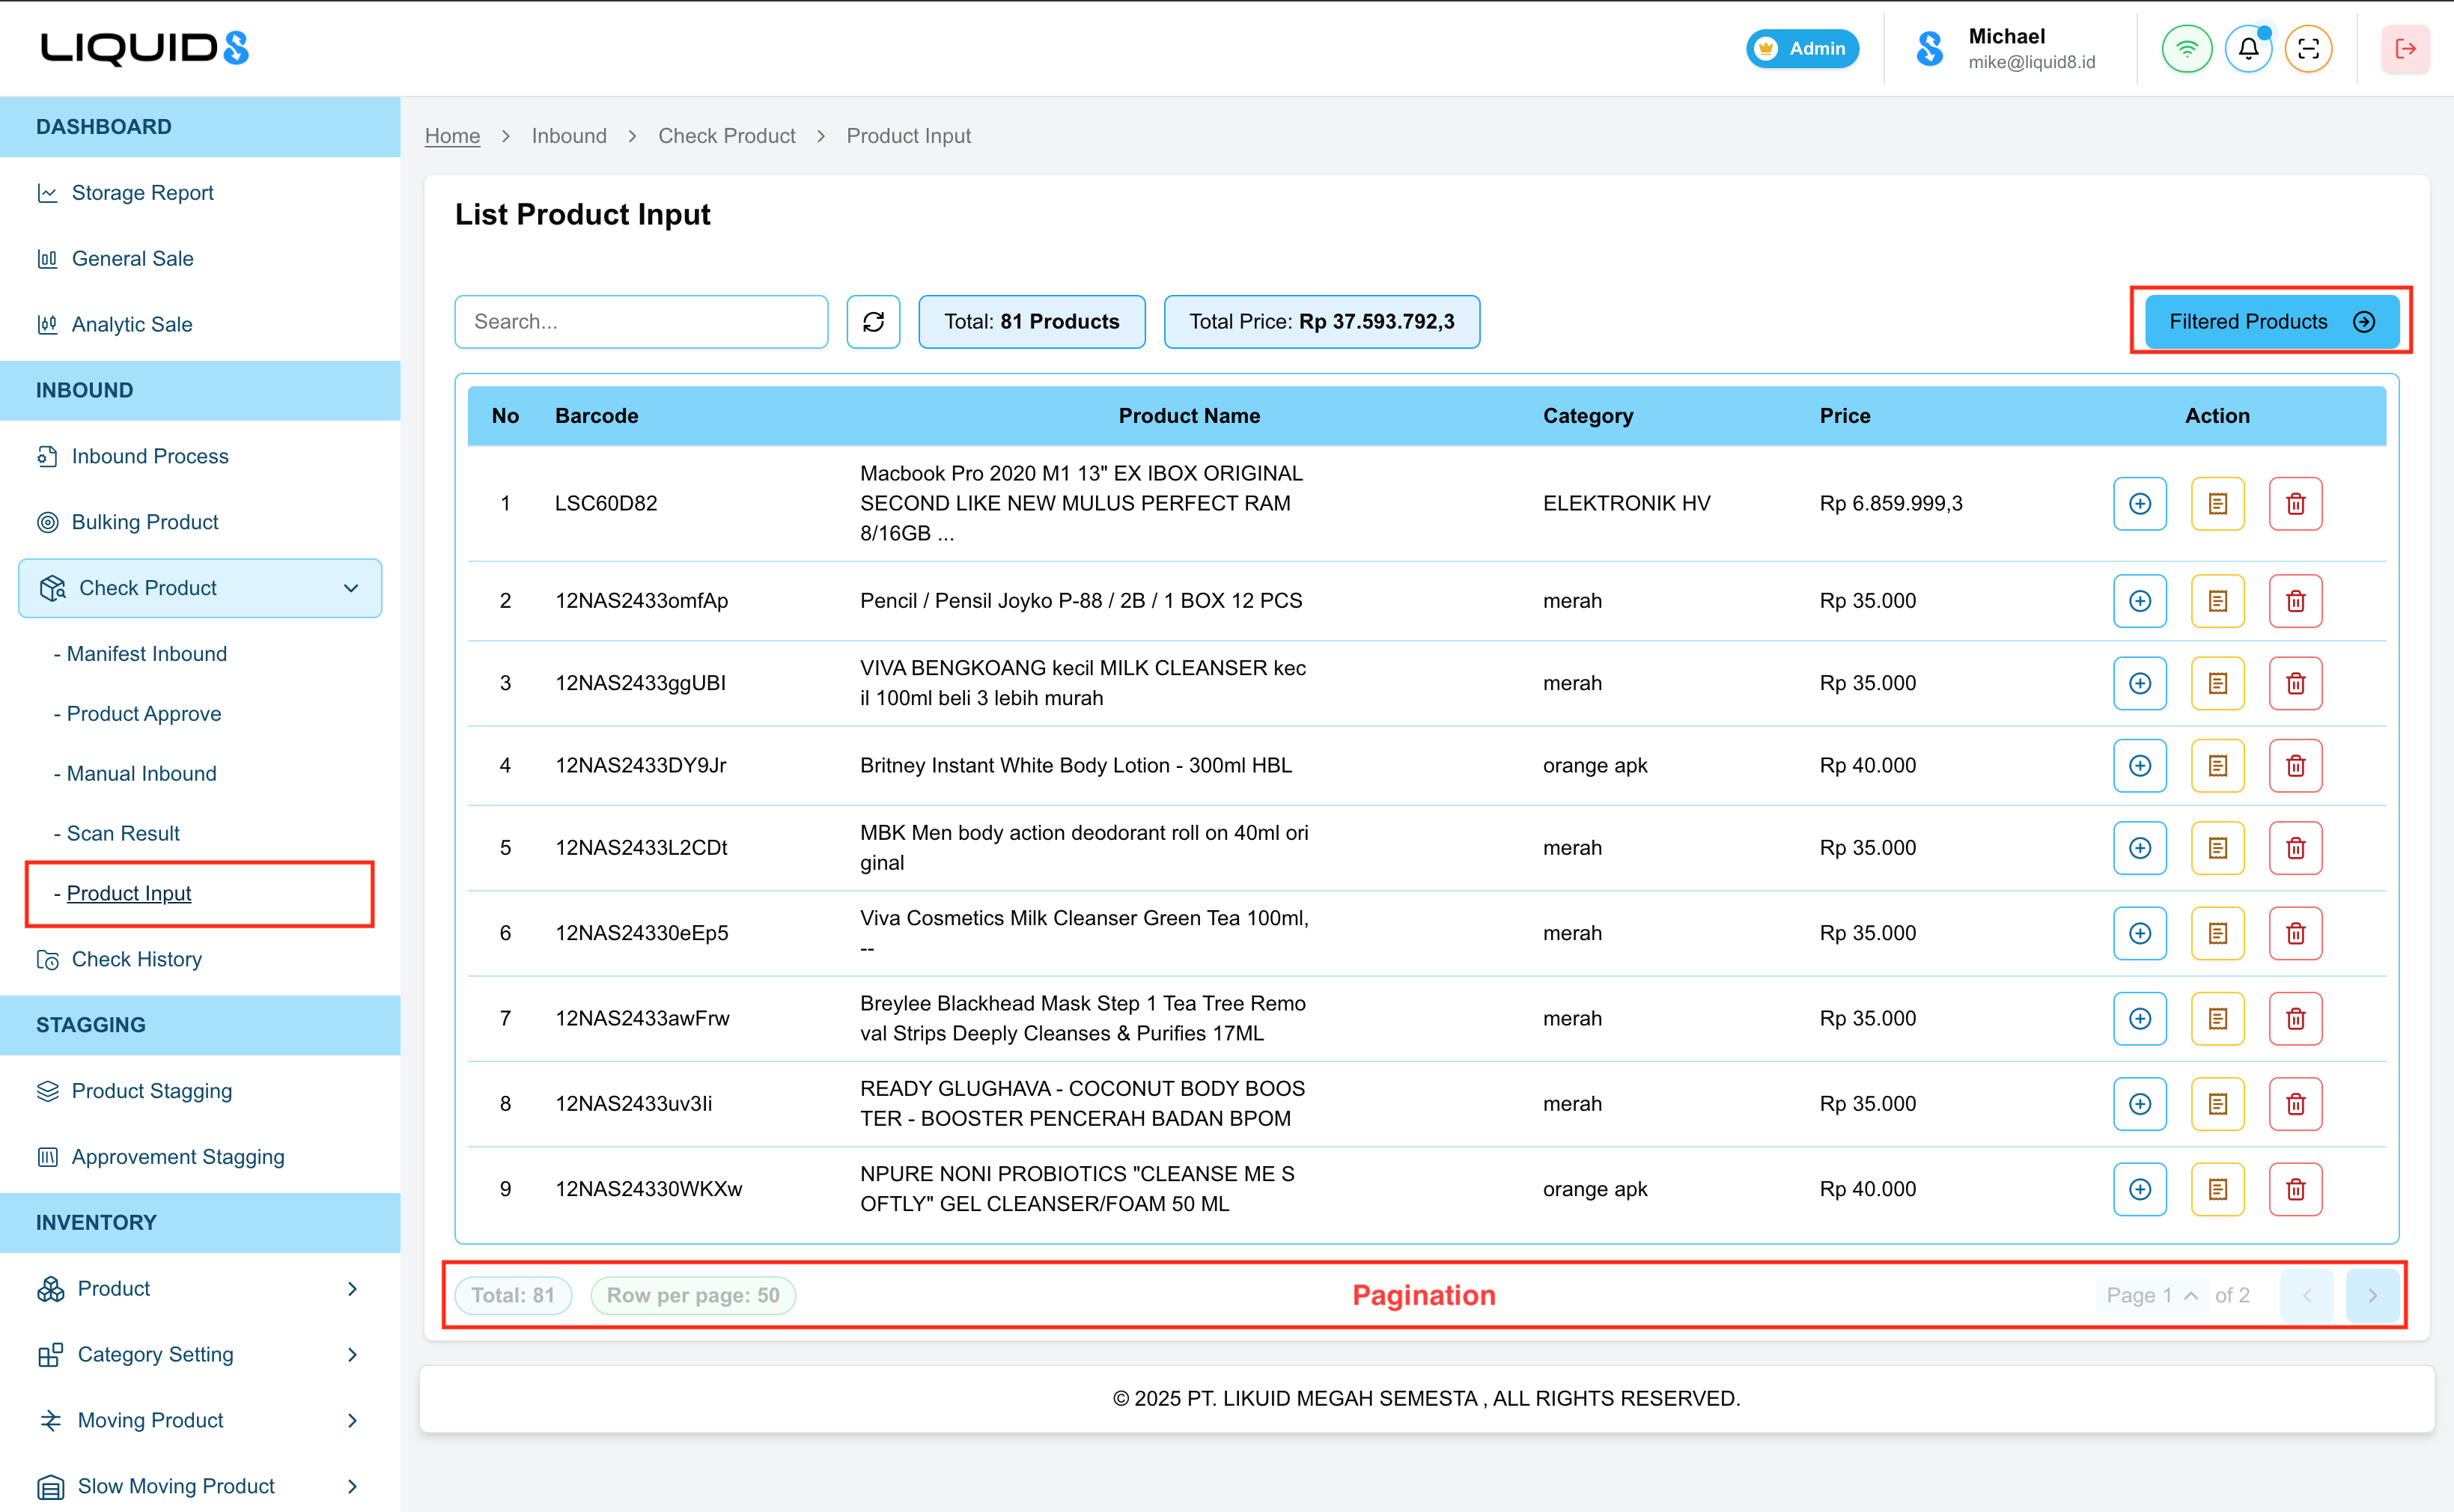 LIQUID8
Admin
Michael
mike@liquid8.id
DASHBOARD
Storage Report
General Sale
Analytic Sale
INBOUND
Inbound Process
Bulking Product
Check Product
- Manifest Inbound
- Product Approve
- Manual Inbound
- Scan Result
- Product Input
Check History
STAGGING
Product Stagging
Approvement Stagging
INVENTORY
Product
Category Setting
Moving Product
Slow Moving Product
Home > Inbound > Check Product > Product Input
List Product Input
Search...
Total: 81 Products
Total Price: Rp 37.593.792,3
Filtered Products
No Barcode Product Name Category Price Action
1 LSC60D82 Macbook Pro 2020 M1 13" EX IBOX ORIGINAL
SECOND LIKE NEW MULUS PERFECT RAM
8/16GB ...
ELEKTRONIK HV Rp 6.859.999,3
2 12NAS2433omfAp Pencil / Pensil Joyko P-88 / 2B / 1 BOX 12 PCS merah Rp 35.000
3 12NAS2433ggUBI VIVA BENGKOANG kecil MILK CLEANSER kec
il 100ml beli 3 lebih murah
merah Rp 35.000
4 12NAS2433DY9Jr Britney Instant White Body Lotion - 300ml HBL orange apk Rp 40.000
5 12NAS2433L2CDt MBK Men body action deodorant roll on 40ml ori
ginal
merah Rp 35.000
6 12NAS24330eEp5 Viva Cosmetics Milk Cleanser Green Tea 100ml,
--
merah Rp 35.000
7 12NAS2433awFrw Breylee Blackhead Mask Step 1 Tea Tree Remo
val Strips Deeply Cleanses & Purifies 17ML
merah Rp 35.000
8 12NAS2433uv3Ii READY GLUGHAVA - COCONUT BODY BOOS
TER - BOOSTER PENCERAH BADAN BPOM
merah Rp 35.000
9 12NAS24330WKXw NPURE NONI PROBIOTICS "CLEANSE ME S
OFTLY" GEL CLEANSER/FOAM 50 ML
orange apk Rp 40.000
Total: 81
Row per page: 50
Pagination
Page 1 of 2
© 2025 PT. LIKUID MEGAH SEMESTA , ALL RIGHTS RESERVED.